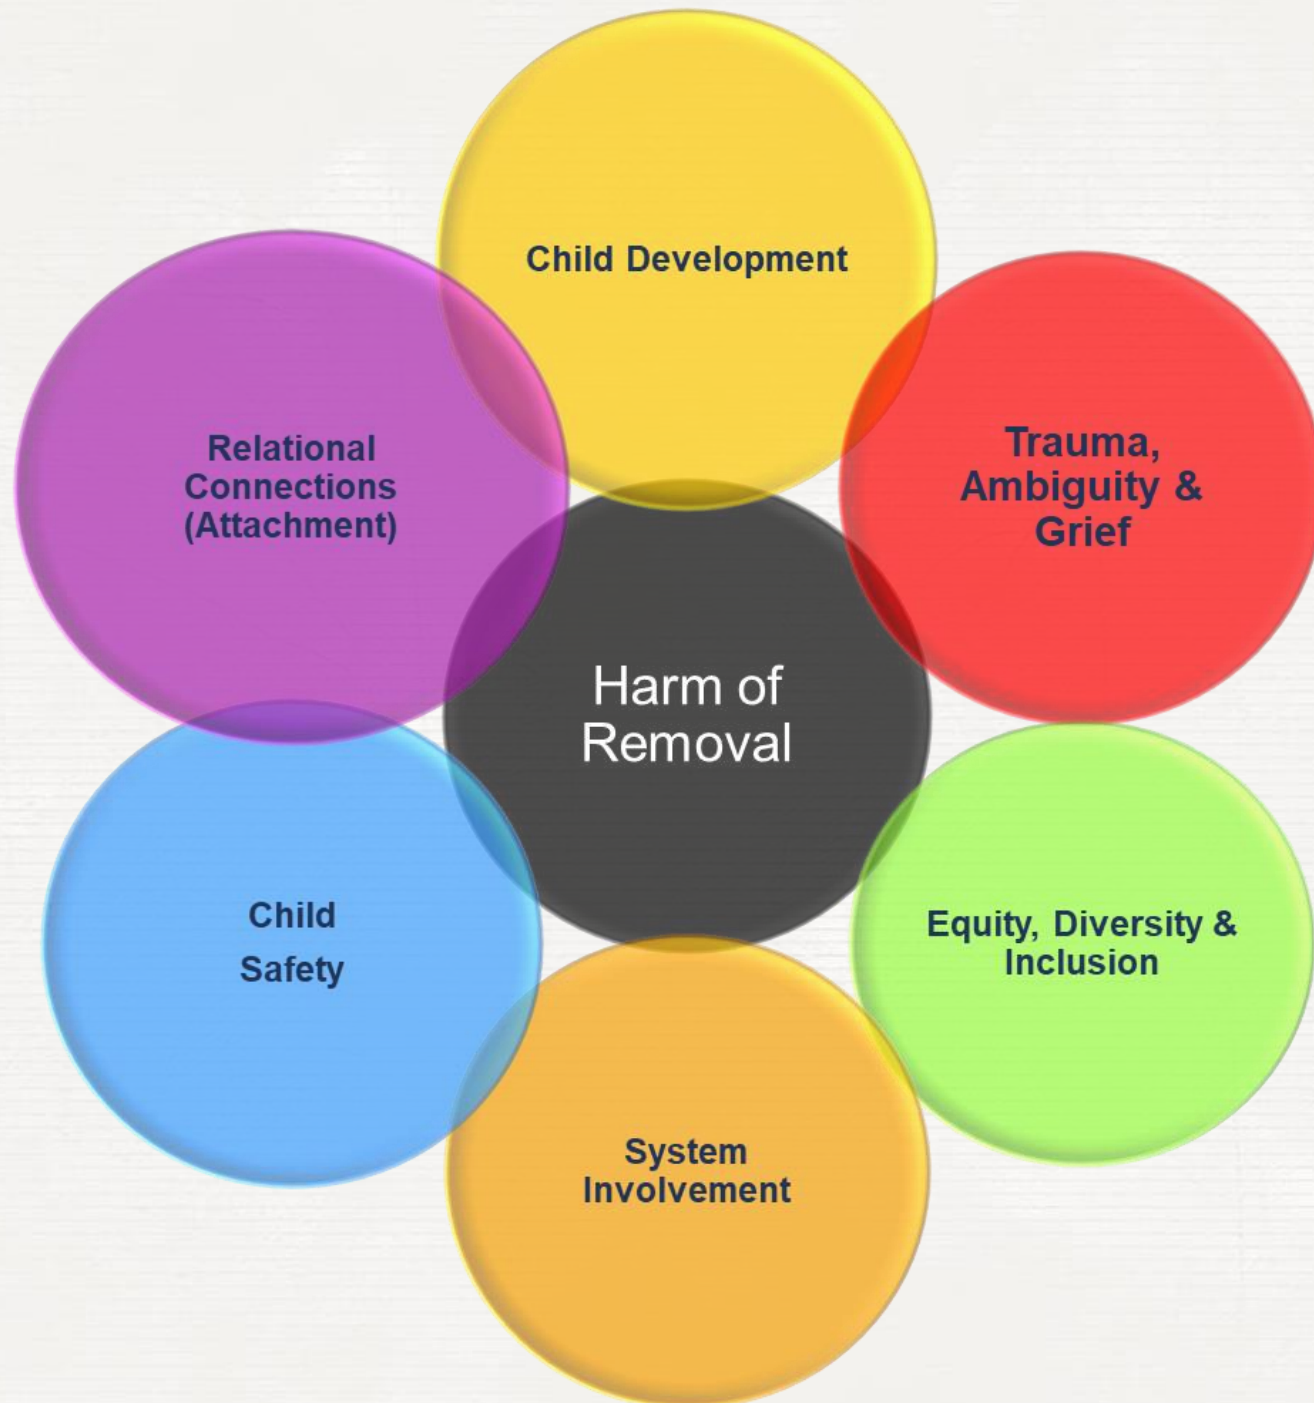 Child Development
Relational
Connections
(Attachment)
Trauma,
Ambiguity &
Grief
Harm of
Removal
Child
Safety
Equity, Diversity &
Inclusion
System
Involvement